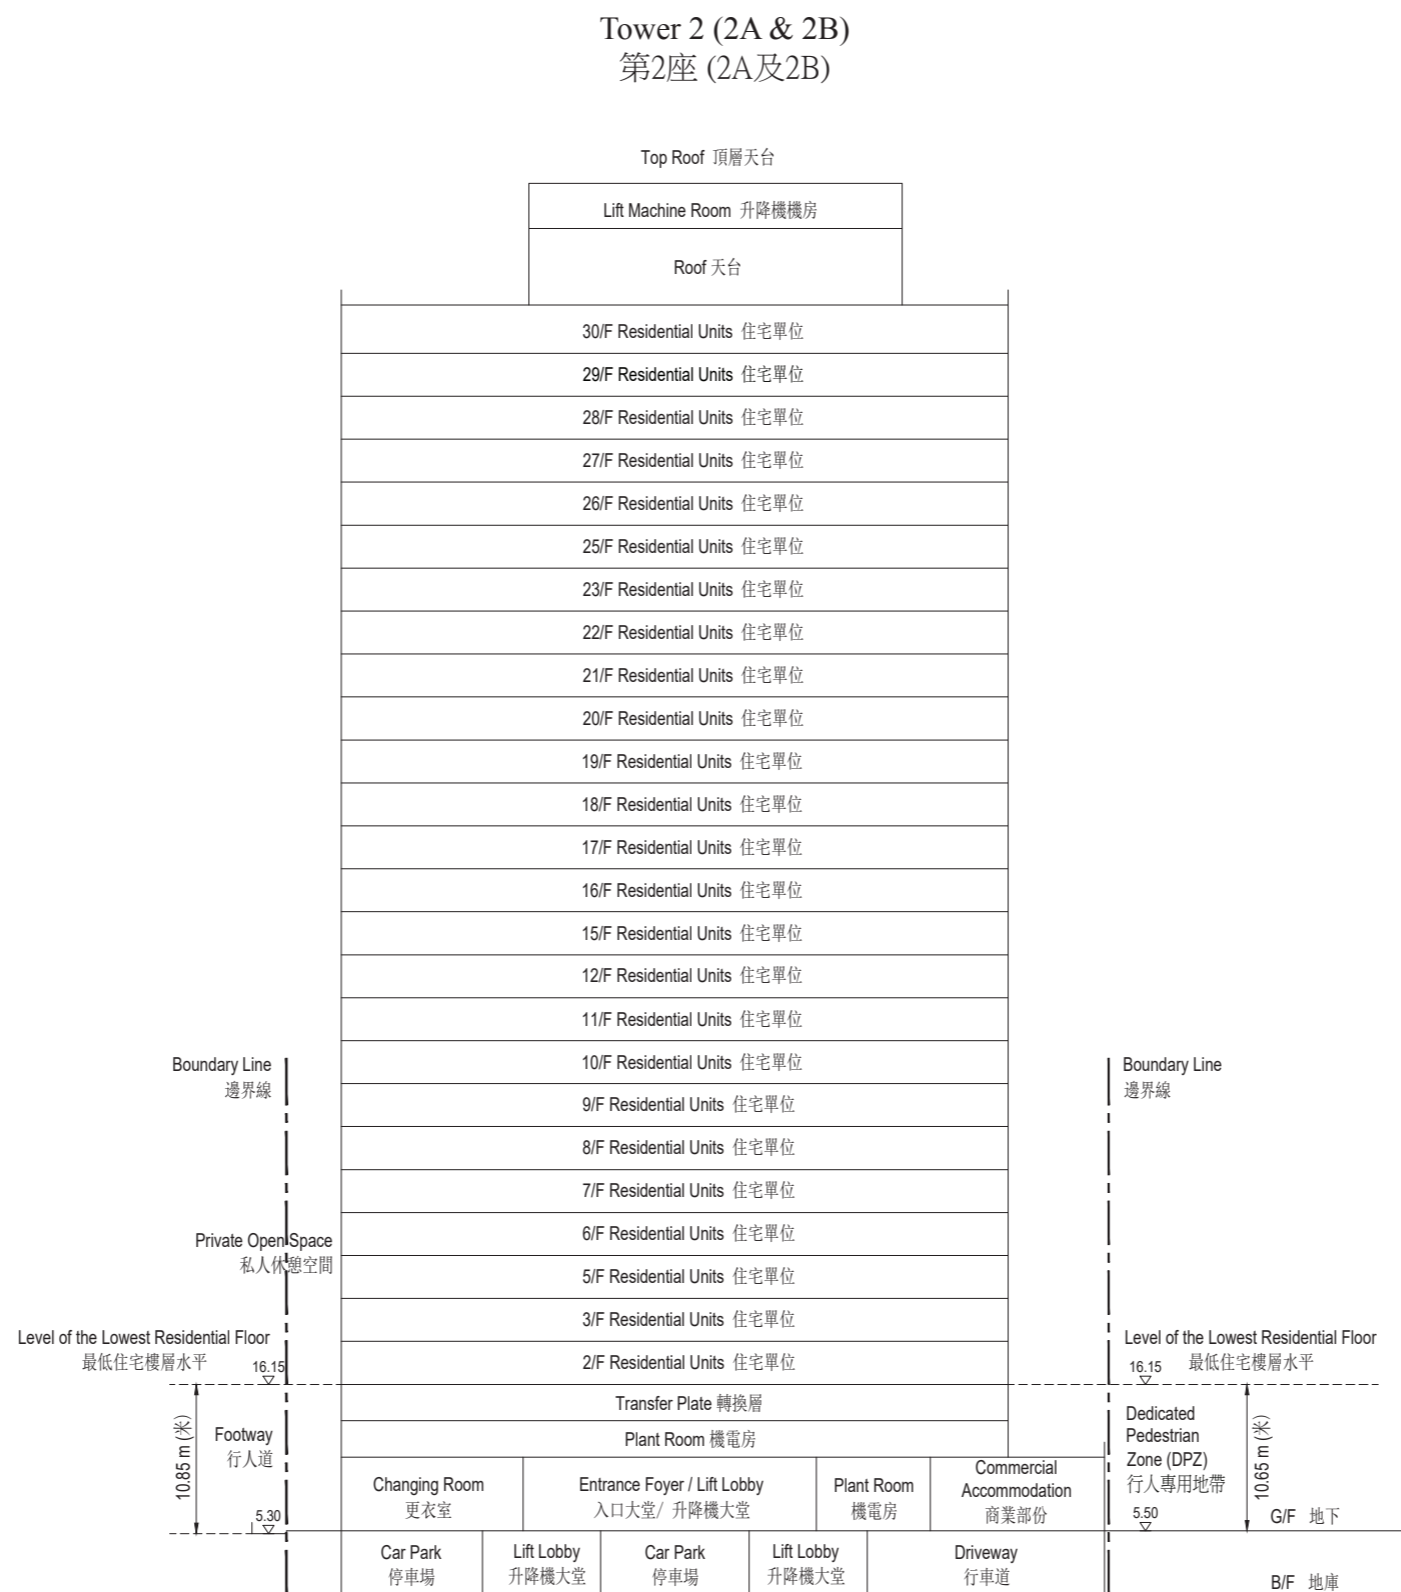 Tower 2 (2A & 2B)
第2座 (2A及2B)
Top Roof 頂層天台
Lift Machine Room 升降機機房
Roof 天台
30/F Residential Units 住宅單位
29/F Residential Units 住宅單位
28/F Residential Units 住宅單位
27/F Residential Units 住宅單位
26/F Residential Units 住宅單位
25/F Residential Units 住宅單位
23/F Residential Units 住宅單位
22/F Residential Units 住宅單位
21/F Residential Units 住宅單位
20/F Residential Units 住宅單位
19/F Residential Units 住宅單位
18/F Residential Units 住宅單位
17/F Residential Units 住宅單位
16/F Residential Units 住宅單位
15/F Residential Units 住宅單位
12/F Residential Units 住宅單位
11/F Residential Units 住宅單位
10/F Residential Units 住宅單位
9/F Residential Units 住宅單位
8/F Residential Units 住宅單位
7/F Residential Units 住宅單位
6/F Residential Units 住宅單位
5/F Residential Units 住宅單位
3/F Residential Units 住宅單位
2/F Residential Units 住宅單位
Transfer Plate 轉換層
Plant Room 機電房
Boundary Line
邊界線
Private Open Space
私人休憩空間
Level of the Lowest Residential Floor
最低住宅樓層水平
16.15
10.85 m (米)
Footway
行人道
5.30
Boundary Line
邊界線
Level of the Lowest Residential Floor
16.15 最低住宅樓層水平
Dedicated
Pedestrian
Zone (DPZ)
行人專用地帶
10.65 m (米)
5.50
G/F 地下
Changing Room
更衣室
Entrance Foyer / Lift Lobby
入口大堂/ 升降機大堂
Plant Room
機電房
Commercial
Accommodation
商業部份
Car Park
停車場
Lift Lobby
升降機大堂
Car Park
停車場
Lift Lobby
升降機大堂
Driveway
行車道
B/F 地庫